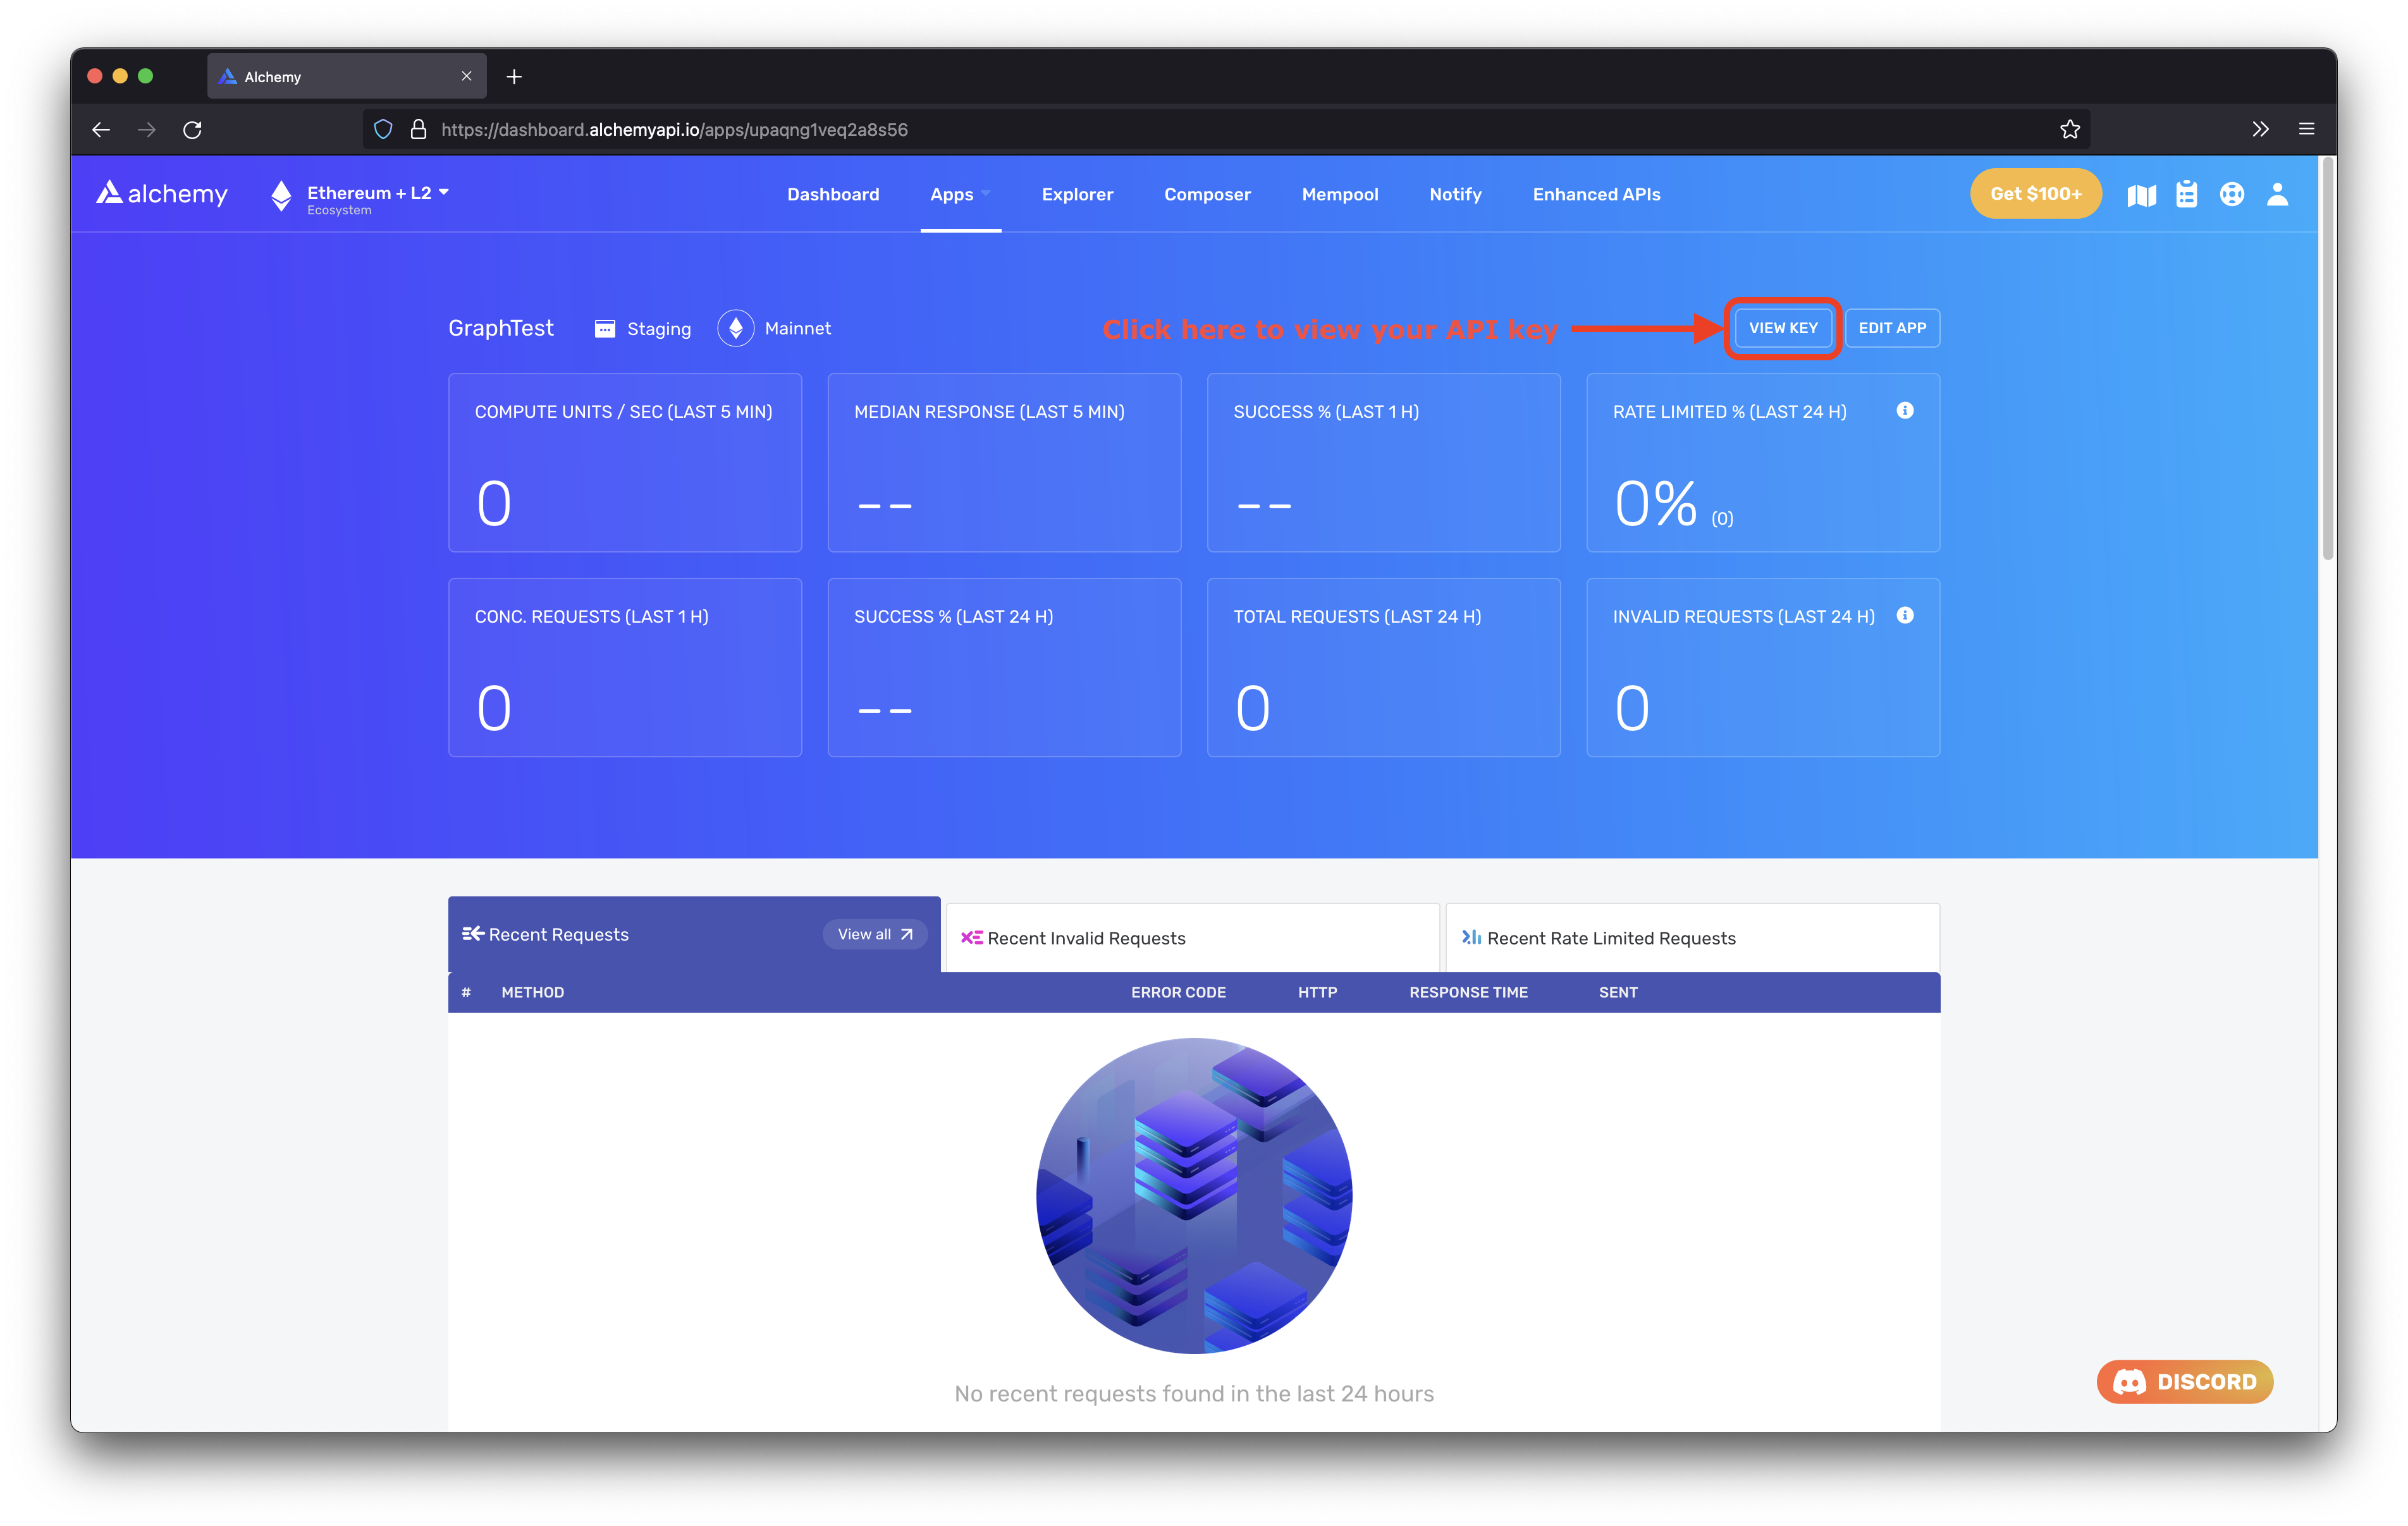 Alchemy
https://dashboard.alchemyapi.io/apps/upaqng1veq2a8s56
alchemy
Ethereum + L2
Ecosystem
Dashboard
Apps
Explorer
Composer
Mempool
Notify
Enhanced APIs
Get $100+
GraphTest
Staging
Mainnet
Click here to view your API key
VIEW KEY
EDIT APP
COMPUTE UNITS / SEC (LAST 5 MIN)
0
MEDIAN RESPONSE (LAST 5 MIN)
--
SUCCESS % (LAST 1 H)
--
RATE LIMITED % (LAST 24 H)
0% (0)
CONC. REQUESTS (LAST 1 H)
0
SUCCESS % (LAST 24 H)
--
TOTAL REQUESTS (LAST 24 H)
0
INVALID REQUESTS (LAST 24 H)
0
Recent Requests
View all
Recent Invalid Requests
Recent Rate Limited Requests
# METHOD ERROR CODE HTTP RESPONSE TIME SENT
No recent requests found in the last 24 hours
DISCORD